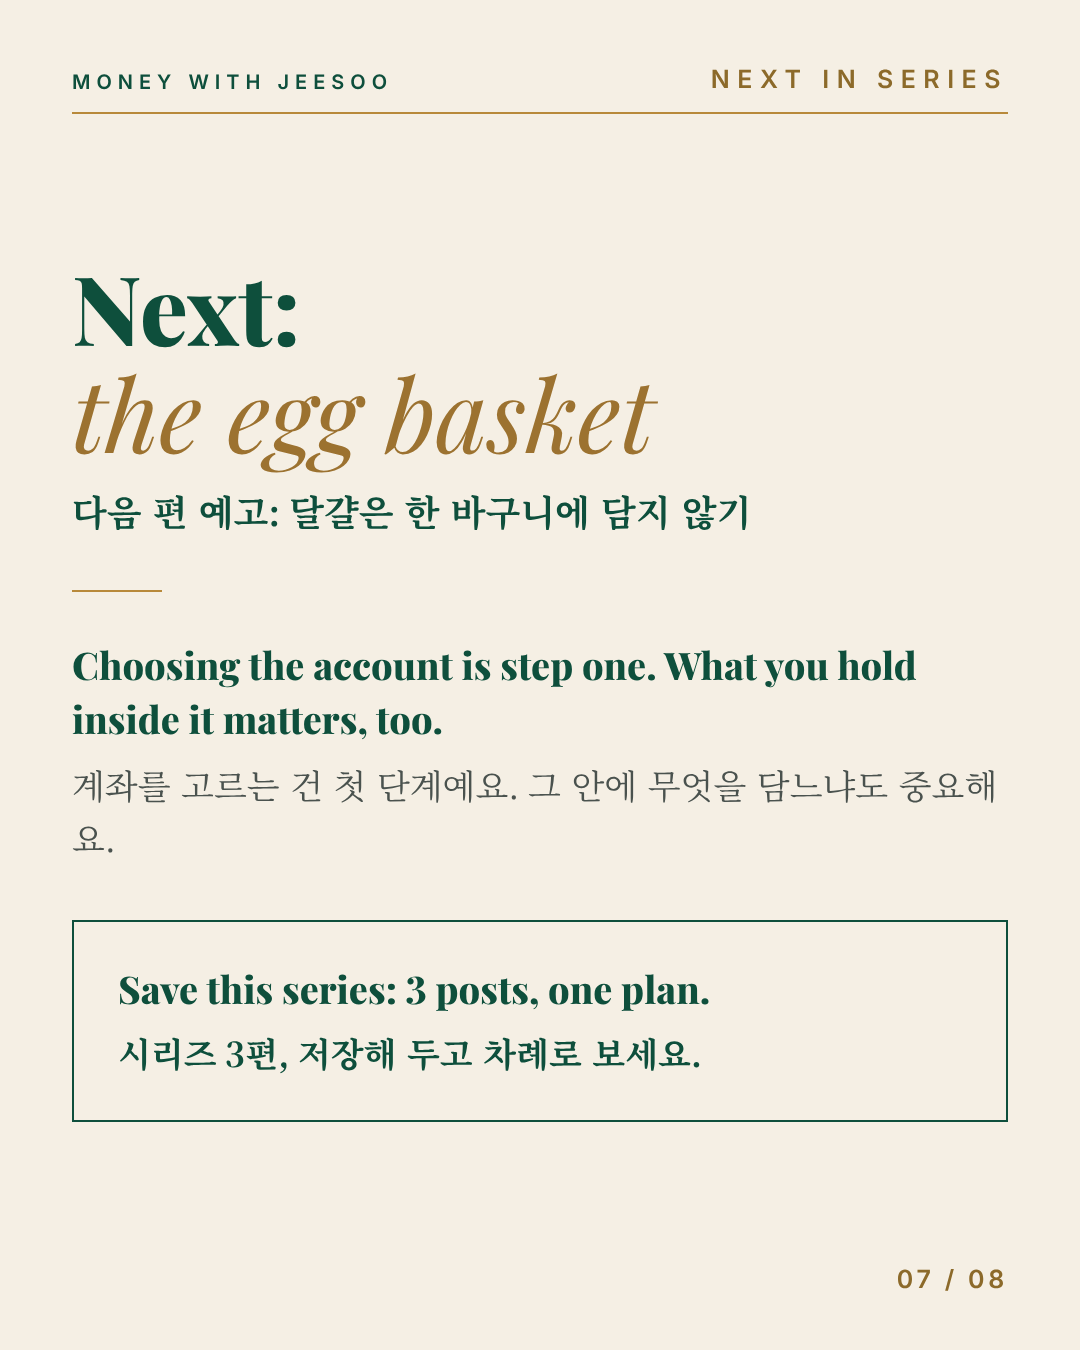 MONEY WITH JEESOO
NEXT IN SERIES
Next:
the egg basket
다음 편 예고: 달걀은 한 바구니에 담지 않기
Choosing the account is step one. What you hold
inside it matters, too.
계좌를 고르는 건 첫 단계예요. 그 안에 무엇을 담느냐도 중요해
요.
Save this series: 3 posts, one plan.
시리즈 3편, 저장해 두고 차례로 보세요.
07 / 08